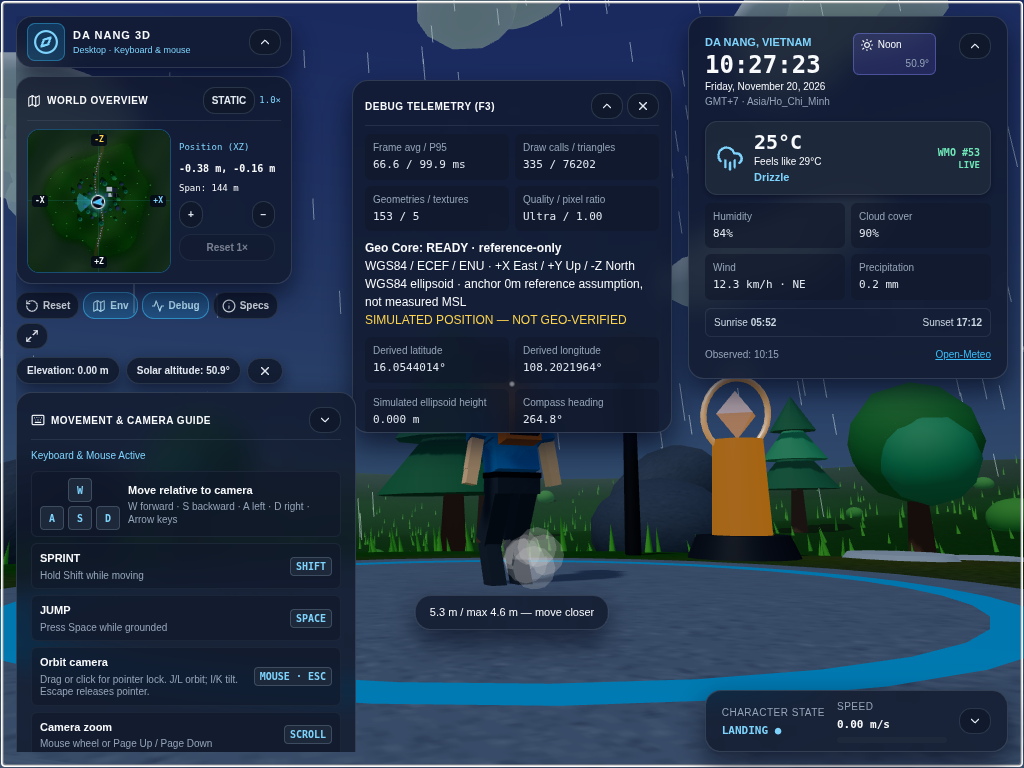 DA NANG 3D
Desktop · Keyboard & mouse
WORLD OVERVIEW
STATIC
1.0×
-Z
-X
+X
+Z
Position (XZ)
-0.38 m, -0.16 m
Span: 144 m
+
−
Reset 1×
Reset
Env
Debug
Specs
Elevation: 0.00 m
Solar altitude: 50.9°
MOVEMENT & CAMERA GUIDE
Keyboard & Mouse Active
W
A S D
Move relative to camera
W forward · S backward · A left · D right ·
Arrow keys
SPRINT
Hold Shift while moving
SHIFT
JUMP
Press Space while grounded
SPACE
Orbit camera
Drag or click for pointer lock. J/L orbit; I/K tilt.
Escape releases pointer.
MOUSE · ESC
Camera zoom
Mouse wheel or Page Up / Page Down
SCROLL
DEBUG TELEMETRY (F3)
Frame avg / P95
66.6 / 99.9 ms
Draw calls / triangles
335 / 76202
Geometries / textures
153 / 5
Quality / pixel ratio
Ultra / 1.00
Geo Core: READY · reference-only
WGS84 / ECEF / ENU · +X East / +Y Up / -Z North
WGS84 ellipsoid · anchor 0m reference assumption,
not measured MSL
SIMULATED POSITION — NOT GEO-VERIFIED
Derived latitude
16.0544014°
Derived longitude
108.2021964°
Simulated ellipsoid height
0.000 m
Compass heading
264.8°
5.3 m / max 4.6 m — move closer
DA NANG, VIETNAM
10:27:23
Friday, November 20, 2026
GMT+7 · Asia/Ho_Chi_Minh
Noon
50.9°
25°C
Feels like 29°C
Drizzle
WMO #53
LIVE
Humidity
84%
Cloud cover
90%
Wind
12.3 km/h · NE
Precipitation
0.2 mm
Sunrise 05:52
Sunset 17:12
Observed: 10:15
Open-Meteo
CHARACTER STATE
LANDING
SPEED
0.00 m/s